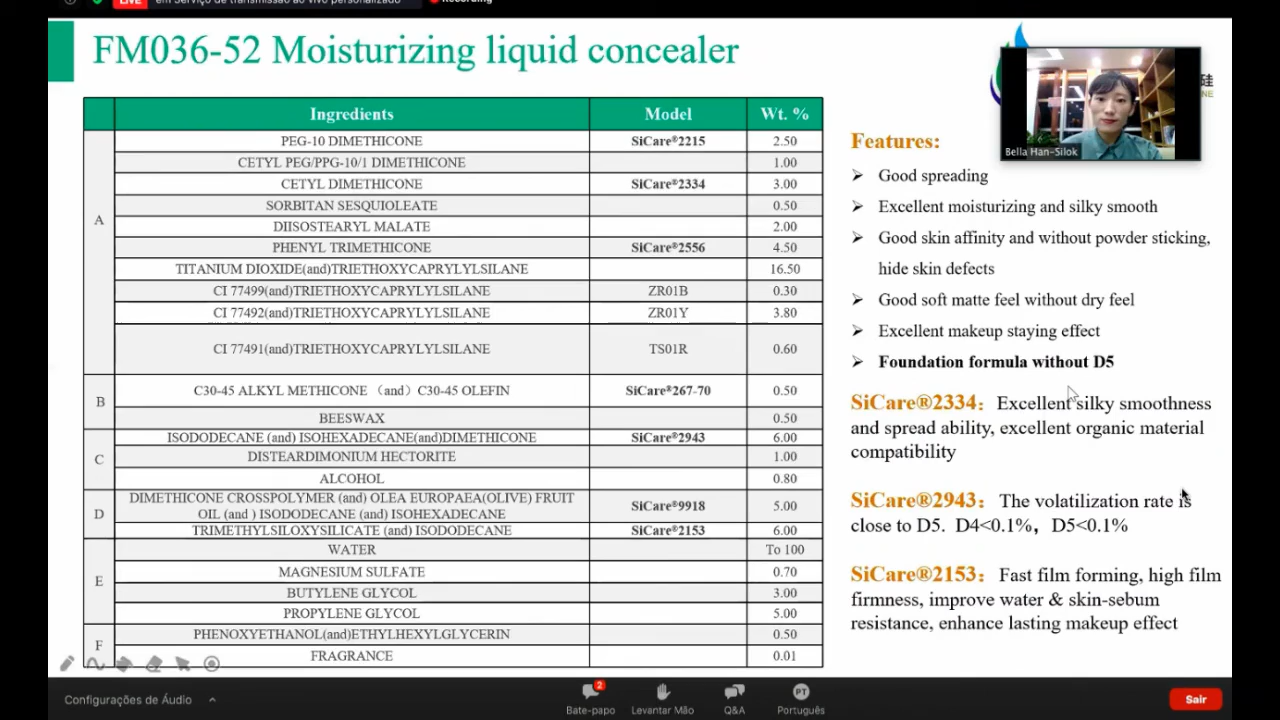 LIVE em Serviço de transmissão ao vivo personalizado Recording
FM036-52 Moisturizing liquid concealer
硅
NE
Bella Han-Silok
Ingredients Model Wt. %
A
PEG-10 DIMETHICONE SiCare®2215 2.50
CETYL PEG/PPG-10/1 DIMETHICONE 1.00
CETYL DIMETHICONE SiCare®2334 3.00
SORBITAN SESQUIOLEATE 0.50
DIISOSTEARYL MALATE 2.00
PHENYL TRIMETHICONE SiCare®2556 4.50
TITANIUM DIOXIDE(and)TRIETHOXYCAPRYLYLSILANE 16.50
CI 77499(and)TRIETHOXYCAPRYLYLSILANE ZR01B 0.30
CI 77492(and)TRIETHOXYCAPRYLYLSILANE ZR01Y 3.80
CI 77491(and)TRIETHOXYCAPRYLYLSILANE TS01R 0.60
B
C30-45 ALKYL METHICONE （and）C30-45 OLEFIN SiCare®267-70 0.50
BEESWAX 0.50
C
ISODODECANE (and) ISOHEXADECANE(and)DIMETHICONE SiCare®2943 6.00
DISTEARDIMONIUM HECTORITE 1.00
ALCOHOL 0.80
D
DIMETHICONE CROSSPOLYMER (and) OLEA EUROPAEA(OLIVE) FRUIT
OIL (and ) ISODODECANE (and) ISOHEXADECANE SiCare®9918 5.00
TRIMETHYLSILOXYSILICATE (and) ISODODECANE SiCare®2153 6.00
E
WATER To 100
MAGNESIUM SULFATE 0.70
BUTYLENE GLYCOL 3.00
PROPYLENE GLYCOL 5.00
F
PHENOXYETHANOL(and)ETHYLHEXYLGLYCERIN 0.50
FRAGRANCE 0.01
Features:
Good spreading
Excellent moisturizing and silky smooth
Good skin affinity and without powder sticking,
hide skin defects
Good soft matte feel without dry feel
Excellent makeup staying effect
Foundation formula without D5
SiCare®2334： Excellent silky smoothness
and spread ability, excellent organic material
compatibility
SiCare®2943： The volatilization rate is
close to D5. D4<0.1%， D5<0.1%
SiCare®2153： Fast film forming, high film
firmness, improve water & skin-sebum
resistance, enhance lasting makeup effect
Configurações de Áudio
2
Bate-papo
Levantar Mão
Q&A
PT
Português
Sair